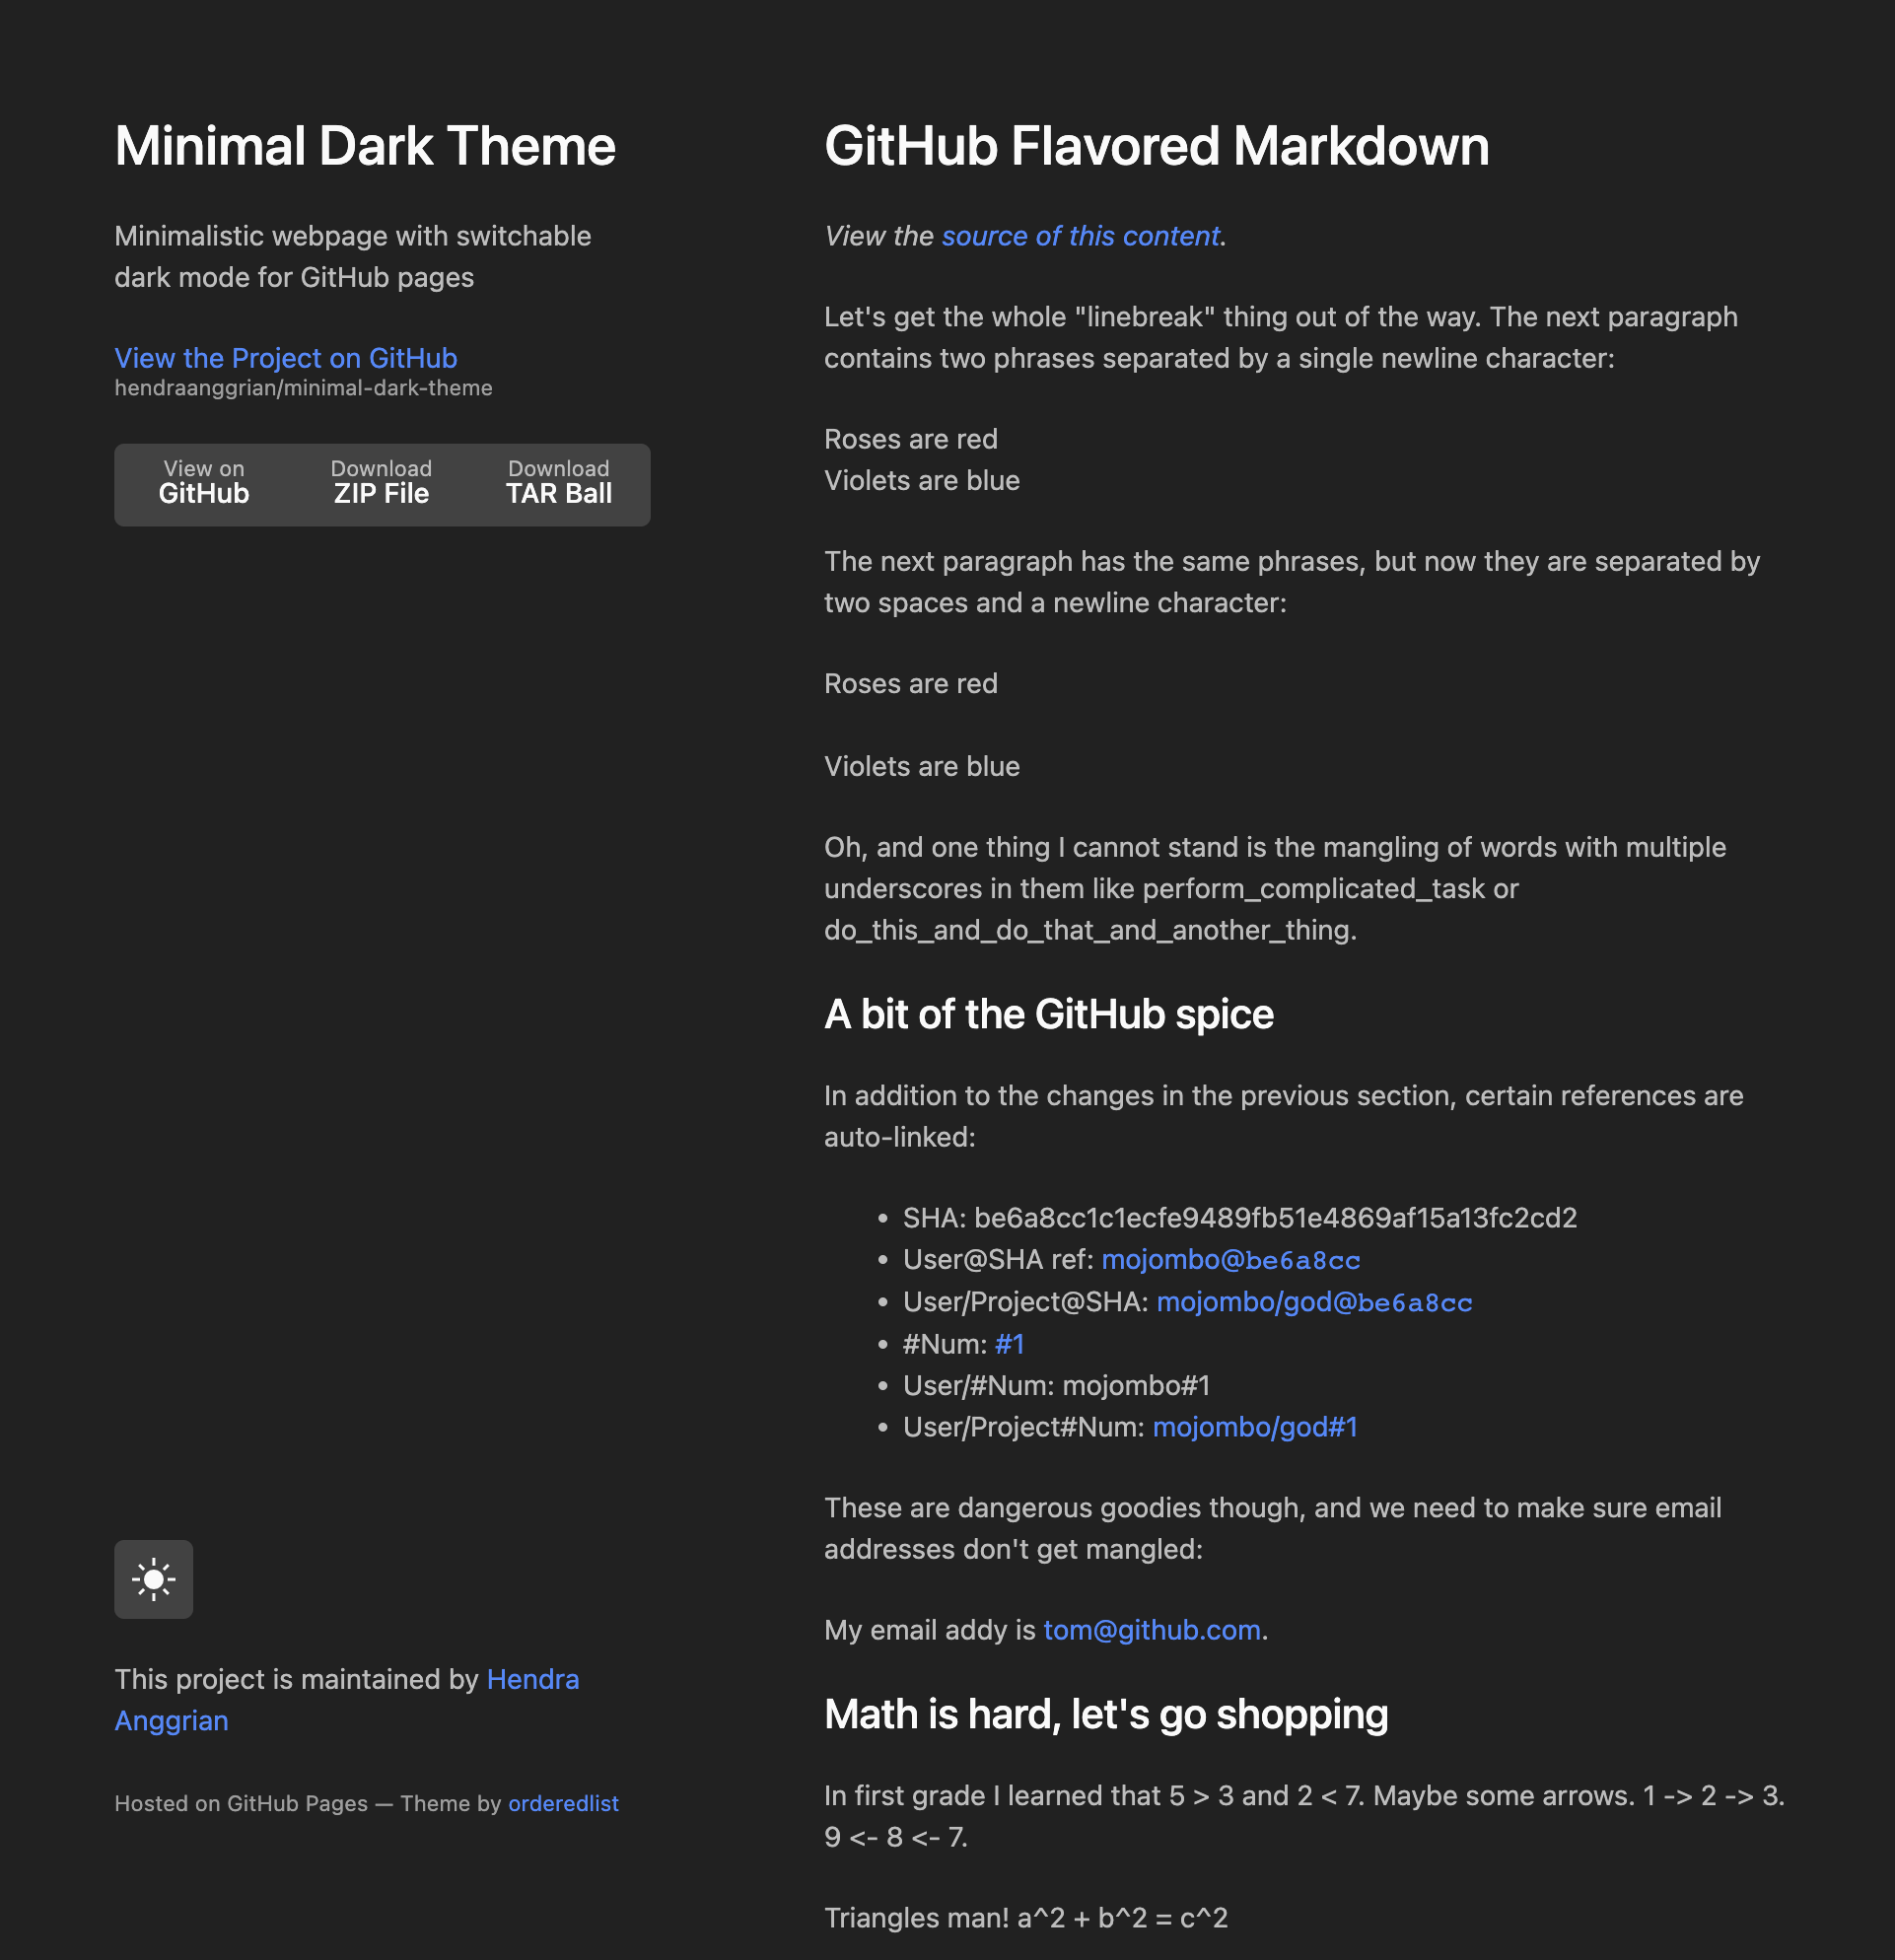 Minimal Dark Theme
Minimalistic webpage with switchable
dark mode for GitHub pages
View the Project on GitHub
hendraanggrian/minimal-dark-theme
View on
GitHub
Download
ZIP File
Download
TAR Ball
This project is maintained by Hendra
Anggrian
Hosted on GitHub Pages — Theme by orderedlist
GitHub Flavored Markdown
View the source of this content.
Let's get the whole "linebreak" thing out of the way. The next paragraph
contains two phrases separated by a single newline character:
Roses are red
Violets are blue
The next paragraph has the same phrases, but now they are separated by
two spaces and a newline character:
Roses are red
Violets are blue
Oh, and one thing I cannot stand is the mangling of words with multiple
underscores in them like perform_complicated_task or
do_this_and_do_that_and_another_thing.
A bit of the GitHub spice
In addition to the changes in the previous section, certain references are
auto-linked:
• SHA: be6a8cc1c1ecfe9489fb51e4869af15a13fc2cd2
• User@SHA ref: mojombo@be6a8cc
• User/Project@SHA: mojombo/god@be6a8cc
• #Num: #1
• User/#Num: mojombo#1
• User/Project#Num: mojombo/god#1
These are dangerous goodies though, and we need to make sure email
addresses don't get mangled:
My email addy is tom@github.com.
Math is hard, let's go shopping
In first grade I learned that 5 > 3 and 2 < 7. Maybe some arrows. 1 -> 2 -> 3.
9 <- 8 <- 7.
Triangles man! a^2 + b^2 = c^2